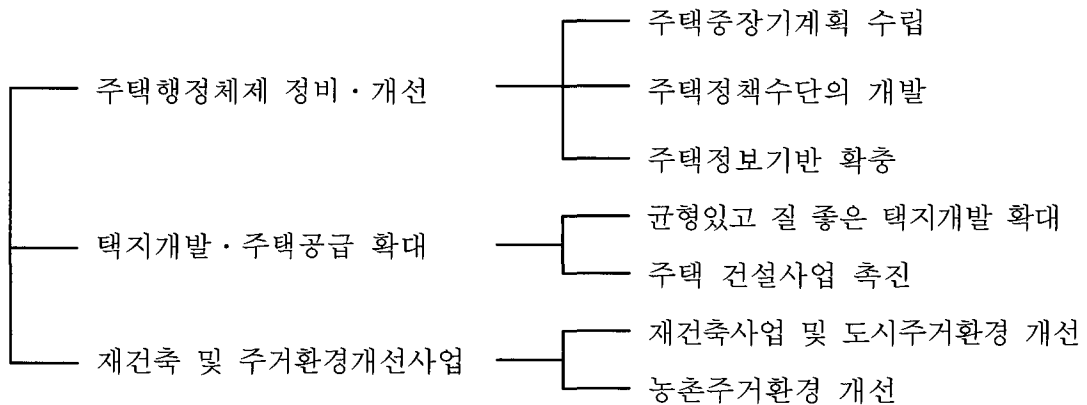 주택중장기계획 수립
주택행정체제 정비·개선
주택정책수단의 개발
주택정보기반 확충
균형있고 질 좋은 택지개발 확대
택지개발·주택공급 확대
주택 건설사업 촉진
재건축사업 및 도시주거환경 개선
재건축 및 주거환경개선사업
농촌주거환경 개선